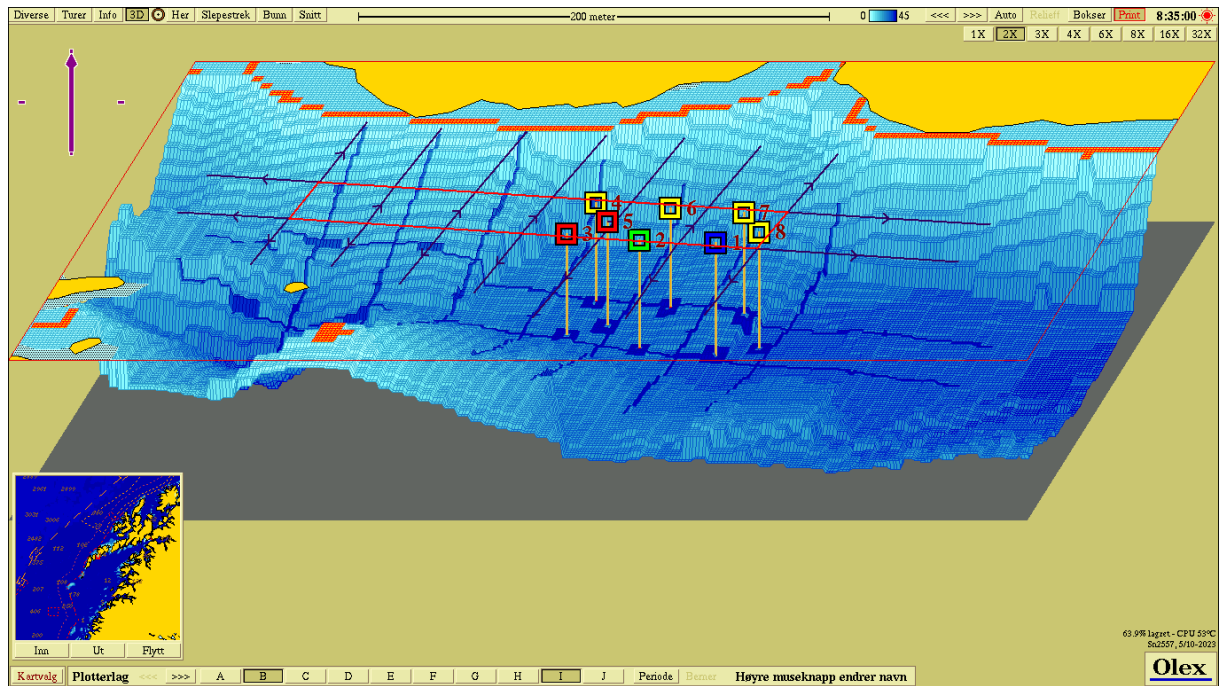 Diverse Turer Info 3D Her Slepestrek Bunn Snitt 200 meter 0 45 <<< >>> Auto Relieff Bokser Print 8:35:00
1X 2X 3X 4X 6X 8X 16X 32X
4 6 7
5 8
3 2 1
Inn Ut Flytt
63.9% lagret - CPU 53°C
Sn2557, 5/10-2023
Olex
Kartvalg Plotterlag <<< >>> A B C D E F G H I J Periode Høyre museknapp endrer navn